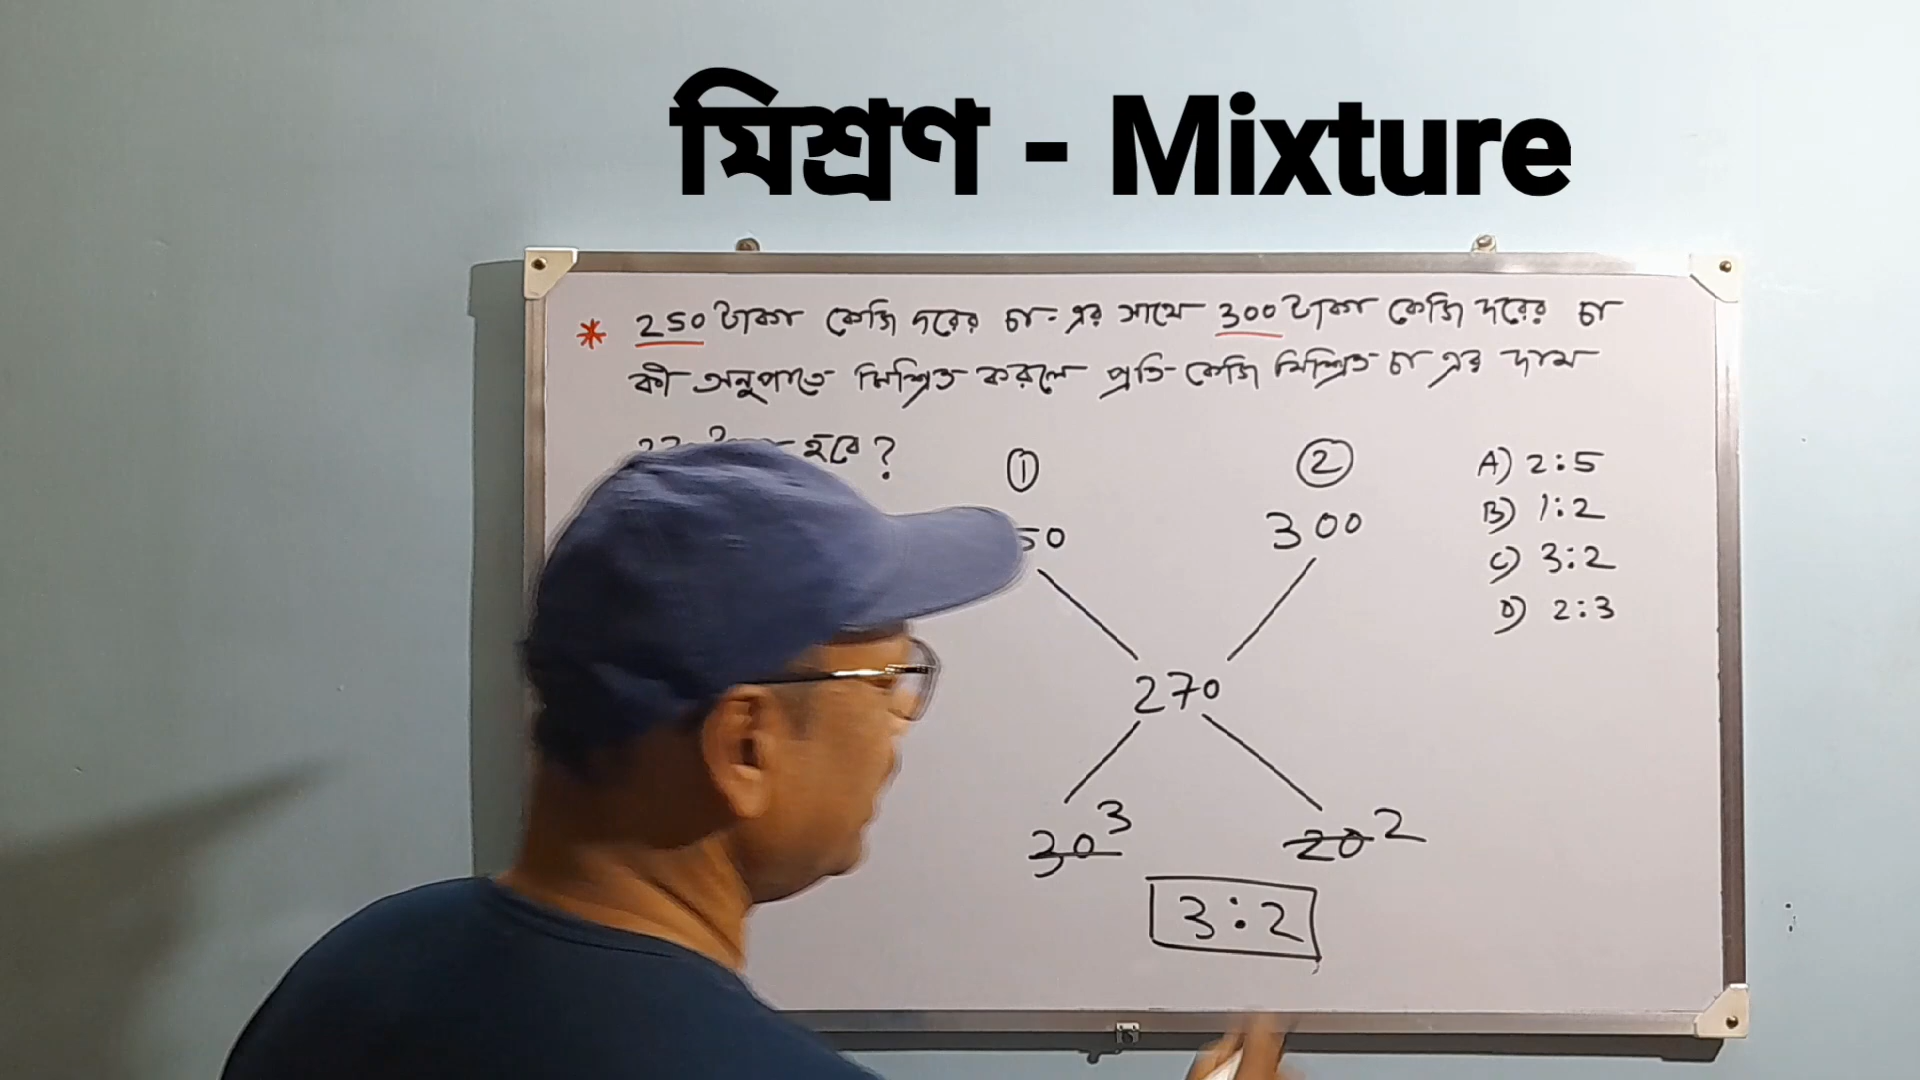 মিশ্রণ - Mixture
* 250 টাকা কেজি দরের চা-এর সাথে 300 টাকা কেজি দরের চা
কী অনুপাতে মিশ্রিত করলে প্রতি কেজি মিশ্রিত চা এর দাম
হবে ?
① ②
50 300
270
30 3 20 2
3:2
A) 2:5
B) 1:2
C) 3:2
D) 2:3